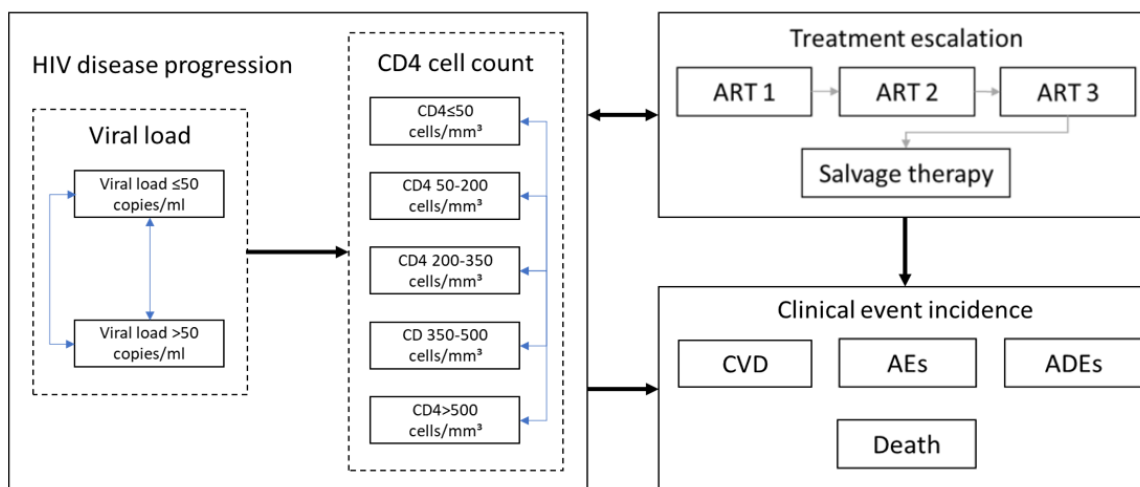 HIV disease progression
Viral load
Viral load ≤50
copies/ml
Viral load >50
copies/ml
CD4 cell count
CD4≤50
cells/mm³
CD4 50-200
cells/mm³
CD4 200-350
cells/mm³
CD 350-500
cells/mm³
CD4>500
cells/mm³
Treatment escalation
ART 1
ART 2
ART 3
Salvage therapy
Clinical event incidence
CVD
AEs
ADEs
Death